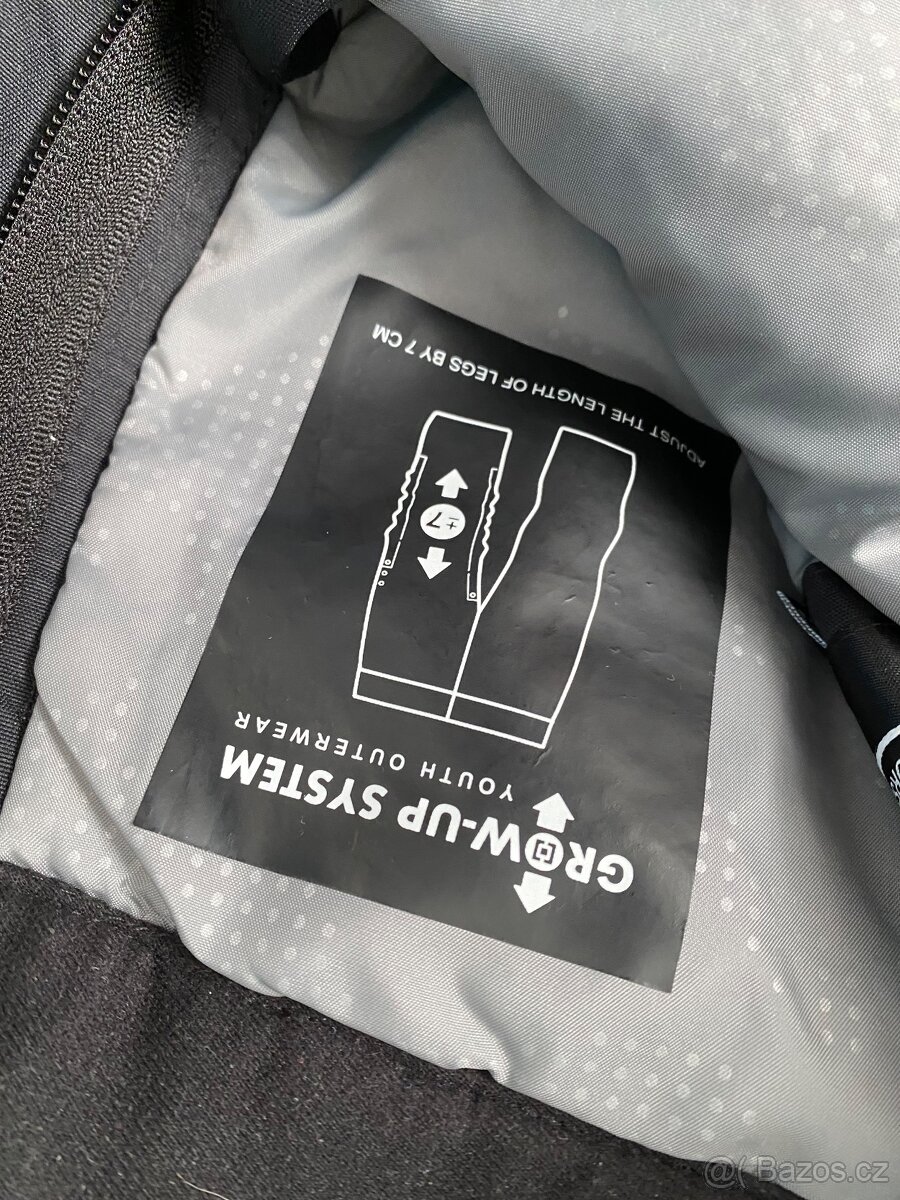 GROW-UP SYSTEM
YOUTH OUTERWEAR
±7
ADJUST THE LENGTH OF LEGS BY 7 CM
Bazos.cz